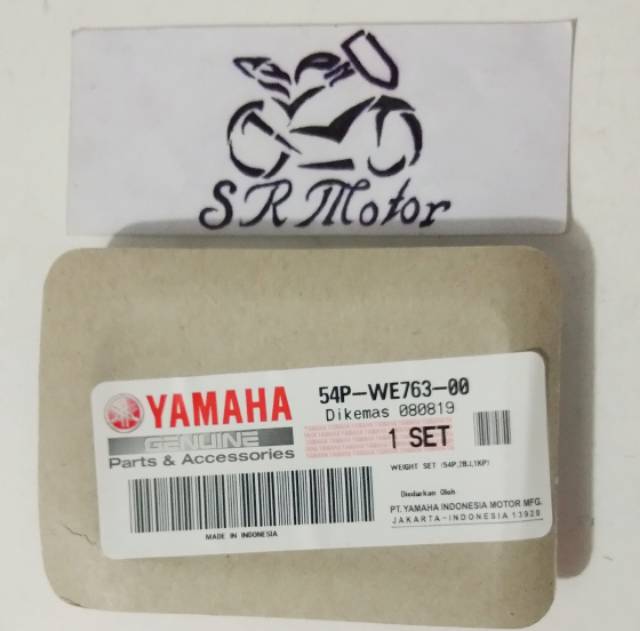 SR Motor
YAMAHA
GENUINE
Parts & Accessories
54P-WE763-00
Dikemas 080819
1 SET
WEIGHT SET (54P,2BJ,1KP)
Diedarkan Oleh
PT.YAMAHA INDONESIA MOTOR MFG.
JAKARTA-INDONESIA 13920
MADE IN INDONESIA